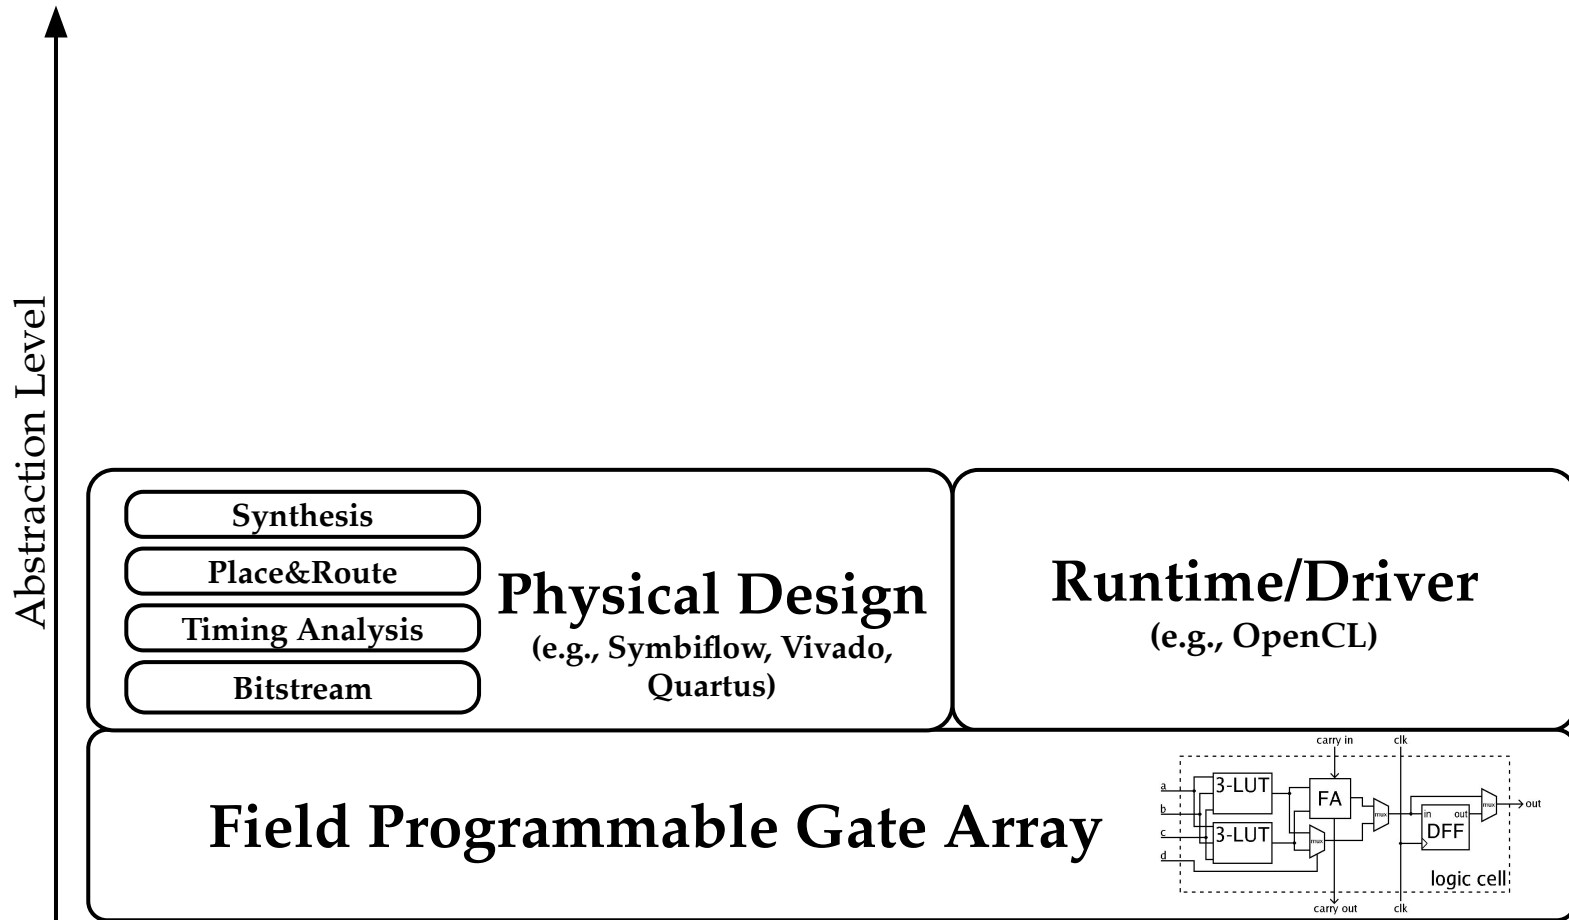 Abstraction Level
Synthesis
Place&Route
Timing Analysis
Bitstream
Physical Design
(e.g., Symbiflow, Vivado,
Quartus)
Runtime/Driver
(e.g., OpenCL)
Field Programmable Gate Array
carry in
clk
a
b
c
d
3-LUT
3-LUT
FA
mux
mux
in
out
DFF
mux
out
logic cell
carry out
clk